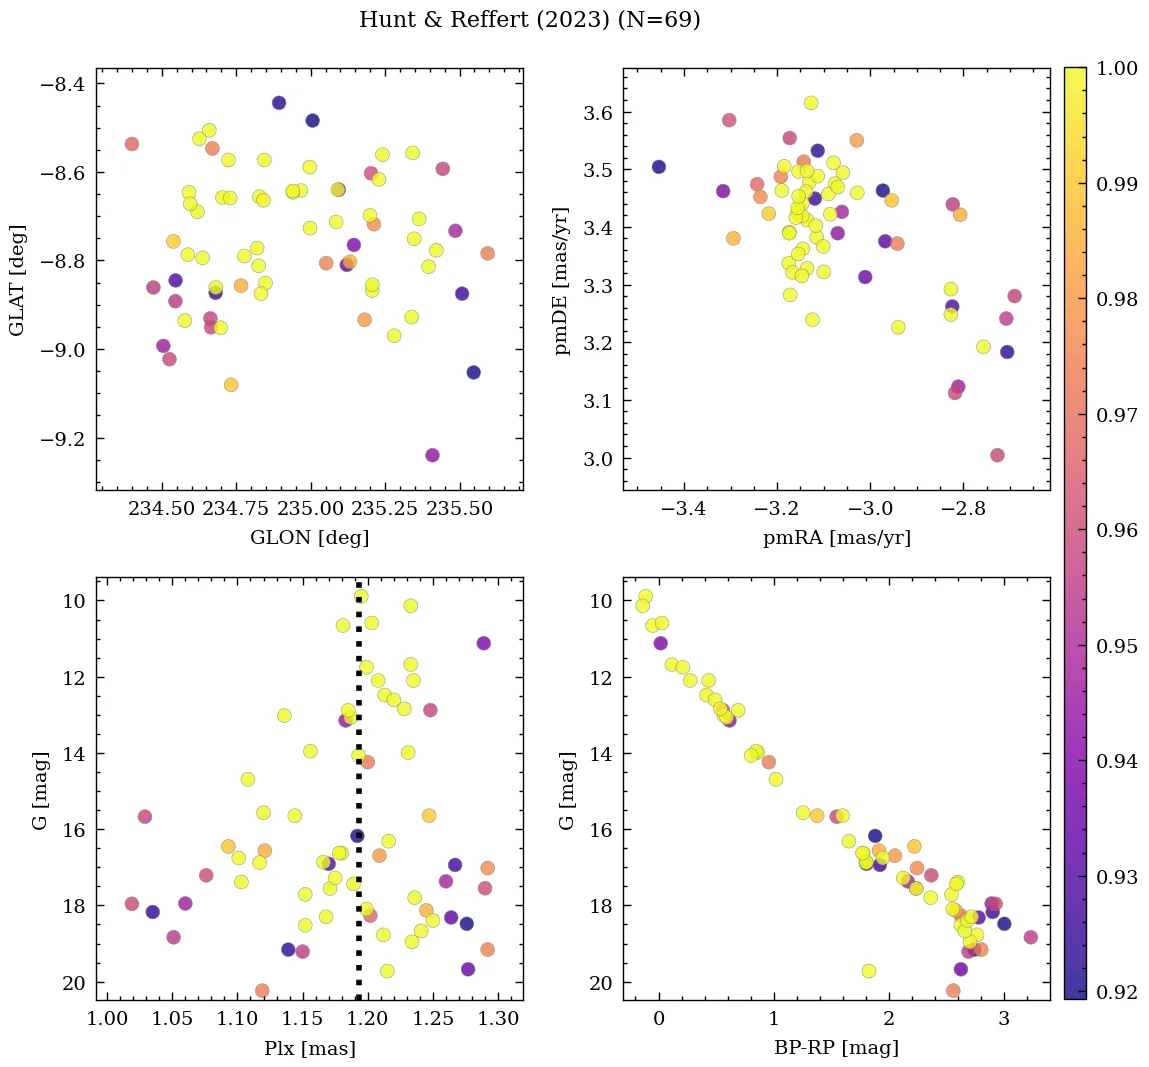 Hunt & Reffert (2023) (N=69)
−8.4
−8.6
−8.8
−9.0
−9.2
GLAT [deg]
234.50 234.75 235.00 235.25 235.50
GLON [deg]
3.6
3.5
3.4
3.3
3.2
3.1
3.0
pmDE [mas/yr]
−3.4 −3.2 −3.0 −2.8
pmRA [mas/yr]
1.00
0.99
0.98
0.97
0.96
0.95
0.94
0.93
0.92
10
12
14
16
18
20
G [mag]
1.00 1.05 1.10 1.15 1.20 1.25 1.30
Plx [mas]
10
12
14
16
18
20
G [mag]
0 1 2 3
BP-RP [mag]